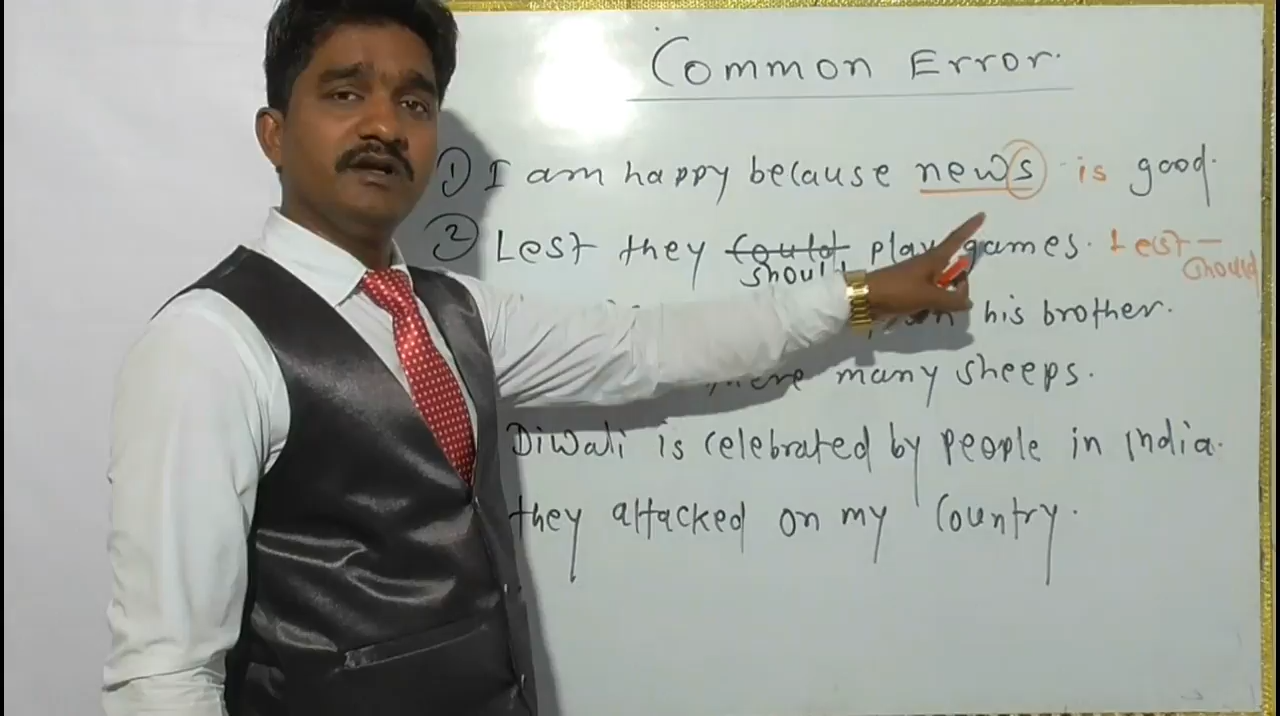 Common Error.
① I am happy because news is good.
② Lest they could play games. Lest –
should should
his brother.
many sheeps.
Diwali is celebrated by people in India.
they attacked on my country.